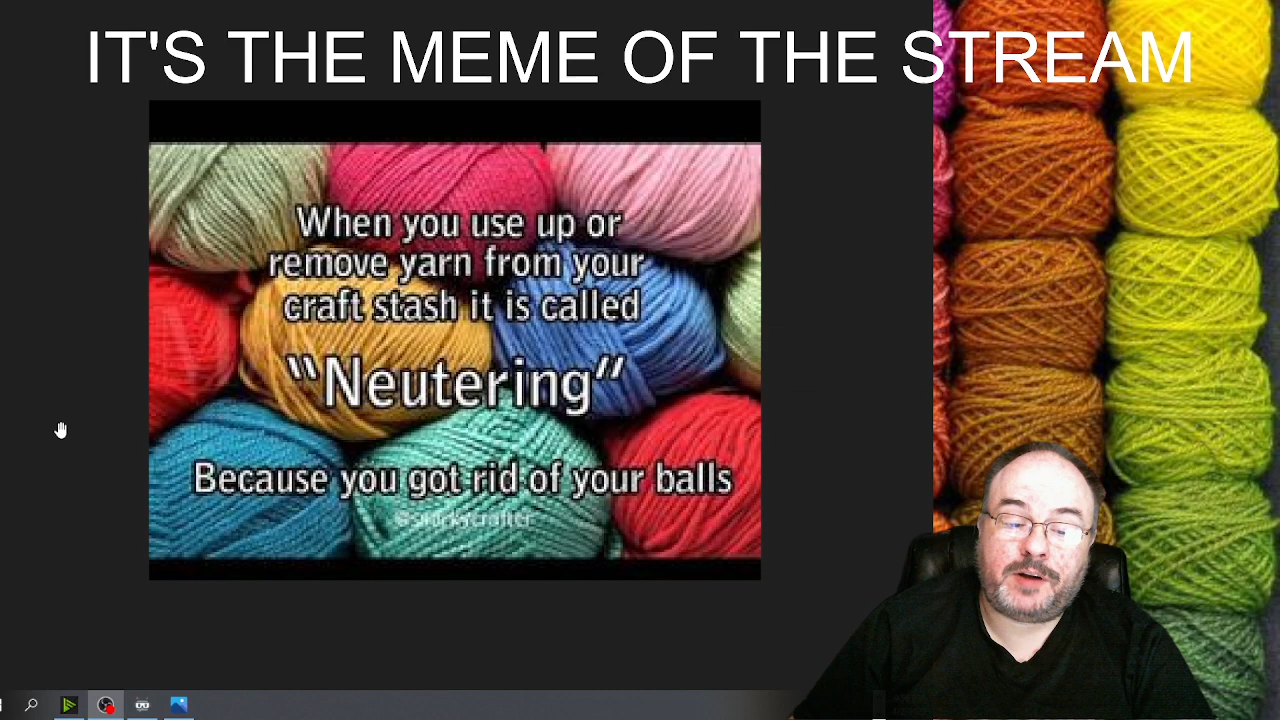 IT'S THE MEME OF THE STREAM
When you use up or
remove yarn from your
craft stash it is called
“Neutering”
Because you got rid of your balls
@snarkycrafter